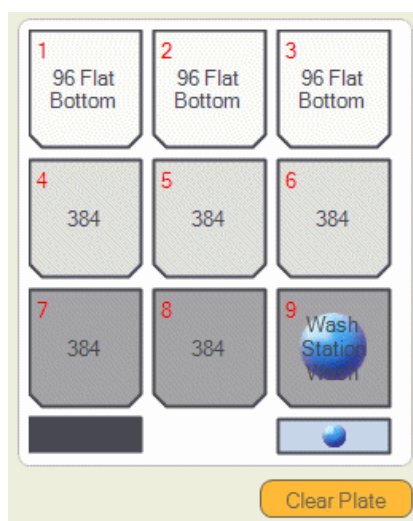 1
96 Flat
Bottom
2
96 Flat
Bottom
3
96 Flat
Bottom
4
384
5
384
6
384
7
384
8
384
9
Wash
Station
Wash
Clear Plate